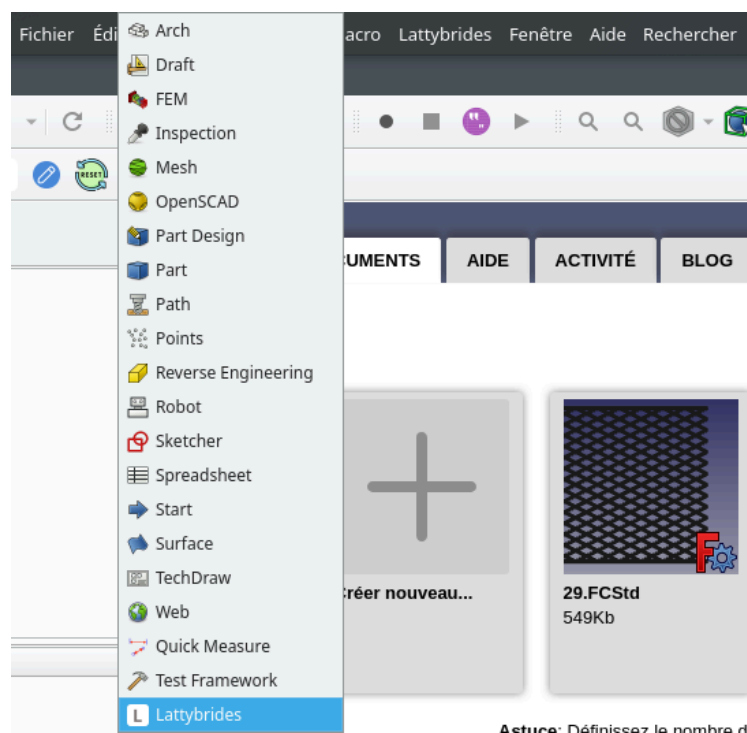 Fichier Édi
acro Lattybrides Fenêtre Aide Rechercher
Arch
Draft
FEM
Inspection
Mesh
OpenSCAD
Part Design
Part
Path
Points
Reverse Engineering
Robot
Sketcher
Spreadsheet
Start
Surface
TechDraw
Web
Quick Measure
Test Framework
L Lattybrides
RESET
UMENTS AIDE ACTIVITÉ BLOG
réer nouveau...
29.FCStd
549Kb
Astuce: Définissez le nombre d